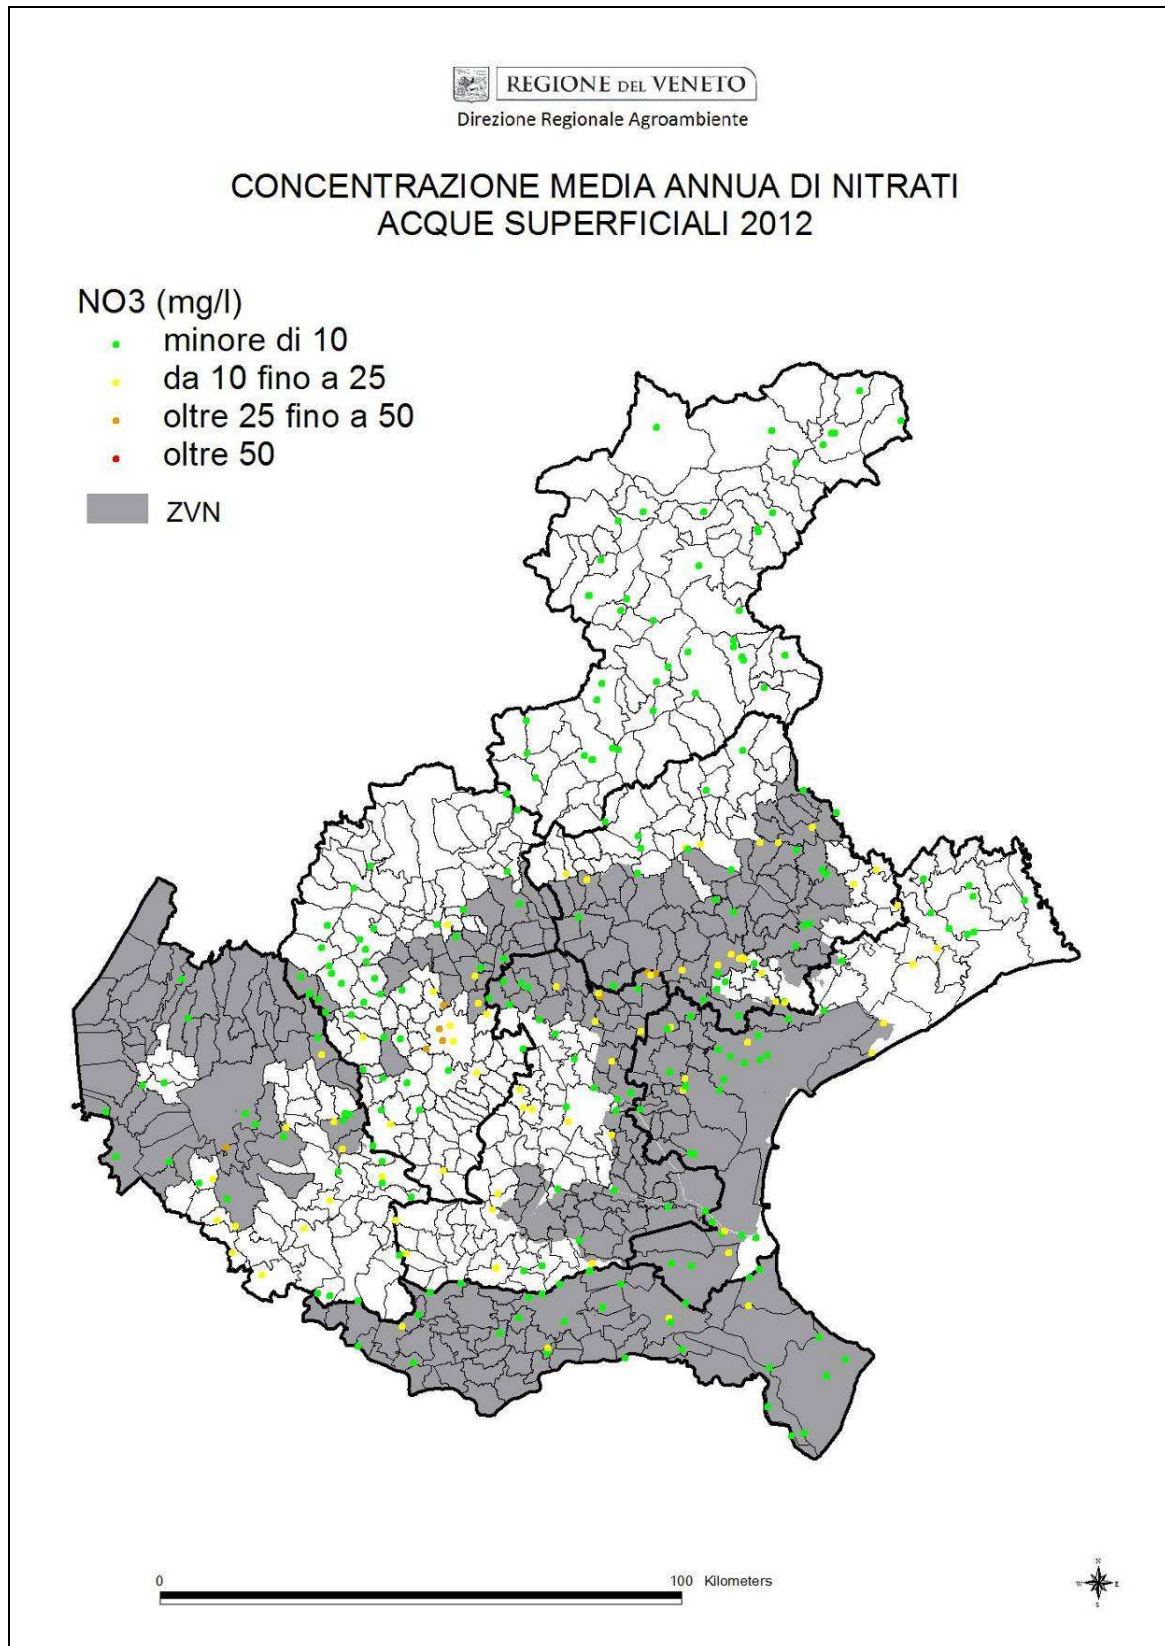 REGIONE DEL VENETO
Direzione Regionale Agroambiente
CONCENTRAZIONE MEDIA ANNUA DI NITRATI
ACQUE SUPERFICIALI 2012
NO3 (mg/l)
minore di 10
da 10 fino a 25
oltre 25 fino a 50
oltre 50
ZVN
0 100 Kilometers
N
W E
S